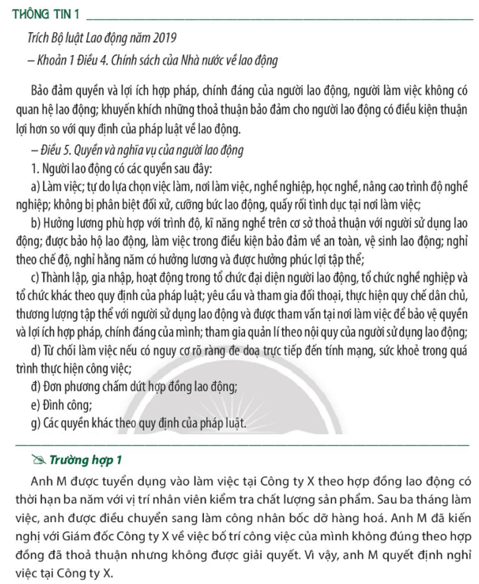 THÔNG TIN 1
Trích Bộ luật Lao động năm 2019
– Khoản 1 Điều 4. Chính sách của Nhà nước về lao động
Bảo đảm quyền và lợi ích hợp pháp, chính đáng của người lao động, người làm việc không có
quan hệ lao động; khuyến khích những thoả thuận bảo đảm cho người lao động có điều kiện thuận
lợi hơn so với quy định của pháp luật về lao động.
– Điều 5. Quyền và nghĩa vụ của người lao động
1. Người lao động có các quyền sau đây:
a) Làm việc; tự do lựa chọn việc làm, nơi làm việc, nghề nghiệp, học nghề, nâng cao trình độ nghề
nghiệp; không bị phân biệt đối xử, cưỡng bức lao động, quấy rối tình dục tại nơi làm việc;
b) Hưởng lương phù hợp với trình độ, kĩ năng nghề trên cơ sở thoả thuận với người sử dụng lao
động; được bảo hộ lao động, làm việc trong điều kiện bảo đảm về an toàn, vệ sinh lao động; nghỉ
theo chế độ, nghỉ hằng năm có hưởng lương và được hưởng phúc lợi tập thể;
c) Thành lập, gia nhập, hoạt động trong tổ chức đại diện người lao động, tổ chức nghề nghiệp và
tổ chức khác theo quy định của pháp luật; yêu cầu và tham gia đối thoại, thực hiện quy chế dân chủ,
thương lượng tập thể với người sử dụng lao động và được tham vấn tại nơi làm việc để bảo vệ quyền
và lợi ích hợp pháp, chính đáng của mình; tham gia quản lí theo nội quy của người sử dụng lao động;
d) Từ chối làm việc nếu có nguy cơ rõ ràng đe doạ trực tiếp đến tính mạng, sức khoẻ trong quá
trình thực hiện công việc;
đ) Đơn phương chấm dứt hợp đồng lao động;
e) Đình công;
g) Các quyền khác theo quy định của pháp luật.
Trường hợp 1
Anh M được tuyển dụng vào làm việc tại Công ty X theo hợp đồng lao động có
thời hạn ba năm với vị trí nhân viên kiểm tra chất lượng sản phẩm. Sau ba tháng làm
việc, anh được điều chuyển sang làm công nhân bốc dỡ hàng hoá. Anh M đã kiến
nghị với Giám đốc Công ty X về việc bố trí công việc của mình không đúng theo hợp
đồng đã thoả thuận nhưng không được giải quyết. Vì vậy, anh M quyết định nghỉ
việc tại Công ty X.